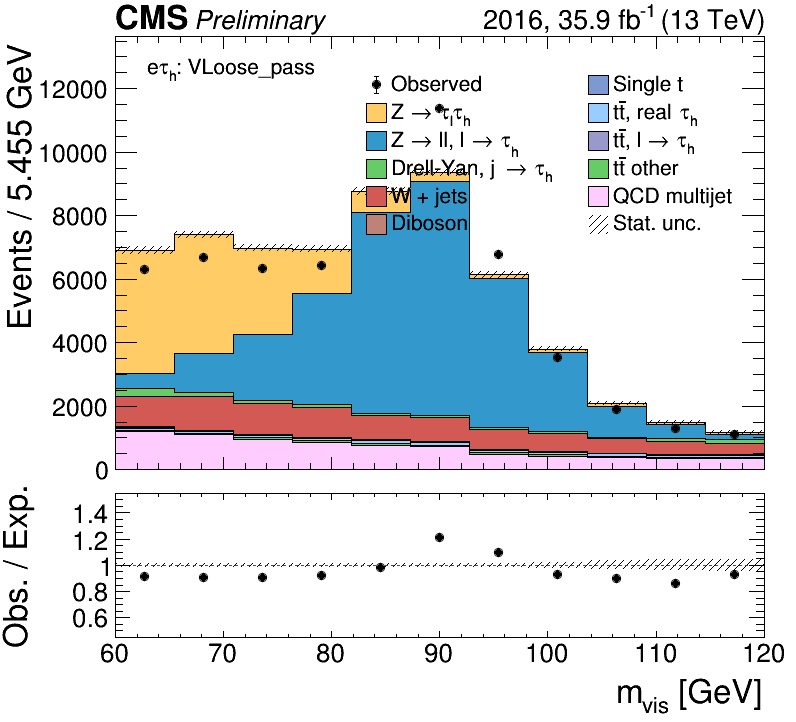 CMS Preliminary 2016, 35.9 fb⁻¹ (13 TeV)
eτₕ: VLoose_pass
Observed
Z → τₗτₕ
Z → ll, l → τₕ
Drell-Yan, j → τₕ
W + jets
Diboson
Single t
tt̄, real τₕ
tt̄, l → τₕ
tt̄ other
QCD multijet
Stat. unc.
Events / 5.455 GeV
12000
10000
8000
6000
4000
2000
0
Obs. / Exp.
1.4
1.2
1
0.8
0.6
60 70 80 90 100 110 120
m_vis [GeV]